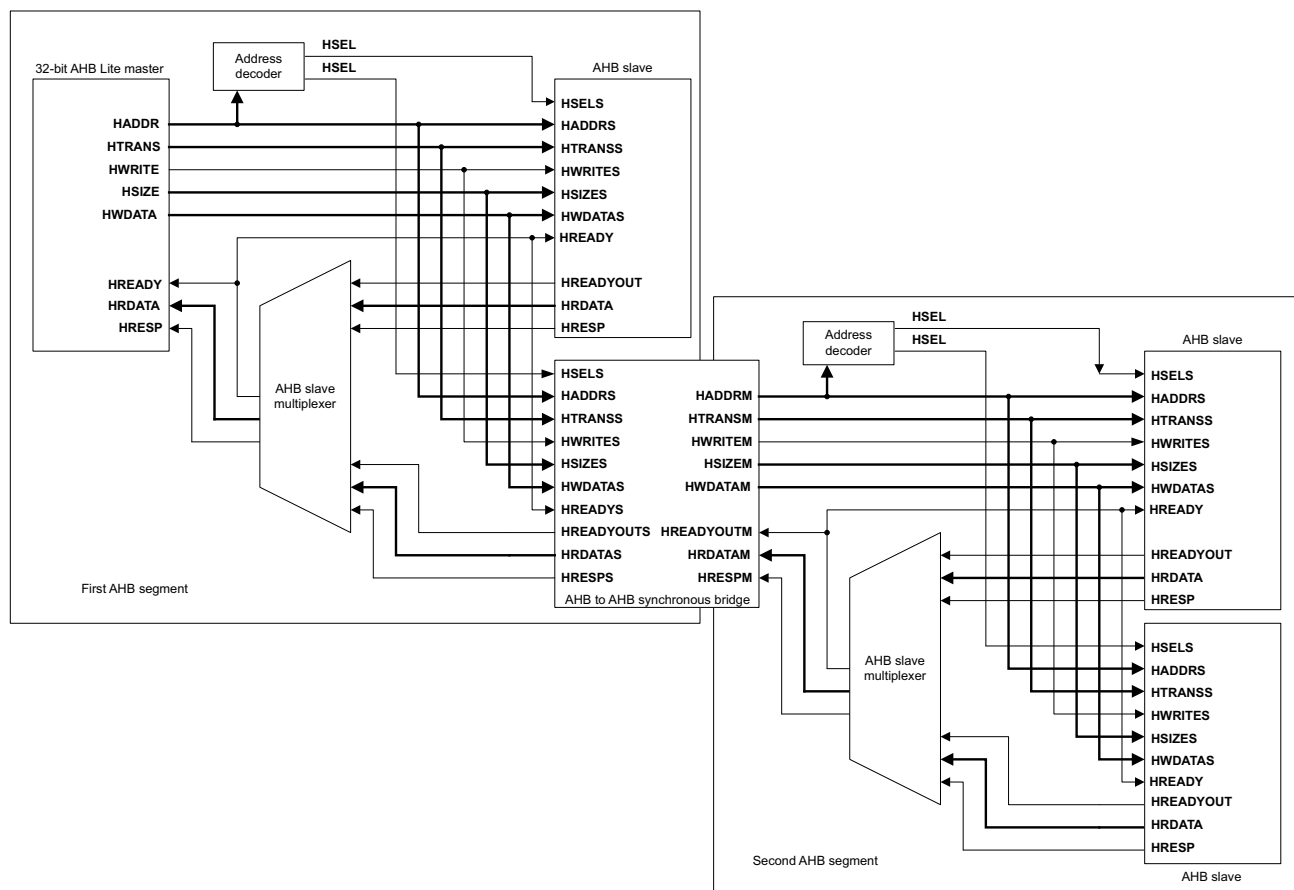 HSEL
Address
decoder
HSEL
32-bit AHB Lite master
AHB slave
HADDR
HTRANS
HWRITE
HSIZE
HWDATA
HREADY
HRDATA
HRESP
HSELS
HADDRS
HTRANSS
HWRITES
HSIZES
HWDATAS
HREADY
HREADYOUT
HRDATA
HRESP
AHB slave
multiplexer
HSELS
HADDRS
HTRANSS
HWRITES
HSIZES
HWDATAS
HREADYS
HREADYOUTS
HRDATAS
HRESPS
HADDRM
HTRANSM
HWRITEM
HSIZEM
HWDATAM
HREADYOUTM
HRDATAM
HRESPM
AHB to AHB synchronous bridge
First AHB segment
HSEL
Address
decoder
HSEL
AHB slave
HSELS
HADDRS
HTRANSS
HWRITES
HSIZES
HWDATAS
HREADY
HREADYOUT
HRDATA
HRESP
AHB slave
multiplexer
HSELS
HADDRS
HTRANSS
HWRITES
HSIZES
HWDATAS
HREADY
HREADYOUT
HRDATA
HRESP
Second AHB segment
AHB slave